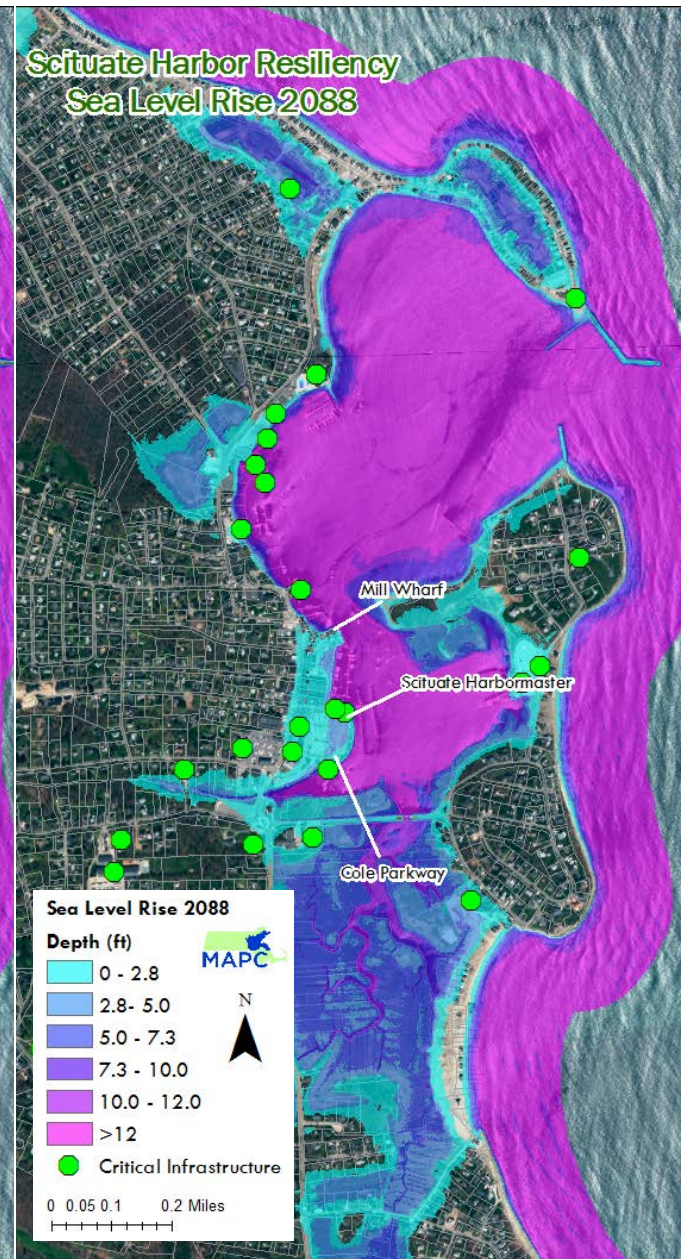 Scituate Harbor Resiliency
Sea Level Rise 2088
Mill Wharf
Scituate Harbormaster
Cole Parkway
Sea Level Rise 2088
Depth (ft)
MAPC
0 - 2.8
2.8- 5.0
5.0 - 7.3
7.3 - 10.0
10.0 - 12.0
>12
N
Critical Infrastructure
0 0.05 0.1 0.2 Miles